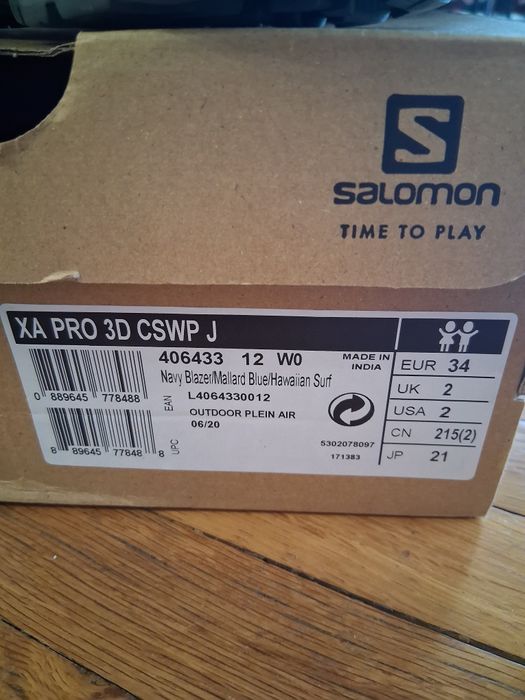 S
SALOMON
TIME TO PLAY
XA PRO 3D CSWP J
406433 12 W0
MADE IN
INDIA
Navy Blazer/Mallard Blue/Hawaiian Surf
0 889645 778488
EAN
L4064330012
OUTDOOR PLEIN AIR
06/20
8 89645 77848 8
UPC
5302078097
171383
EUR 34
UK 2
USA 2
CN 215(2)
JP 21